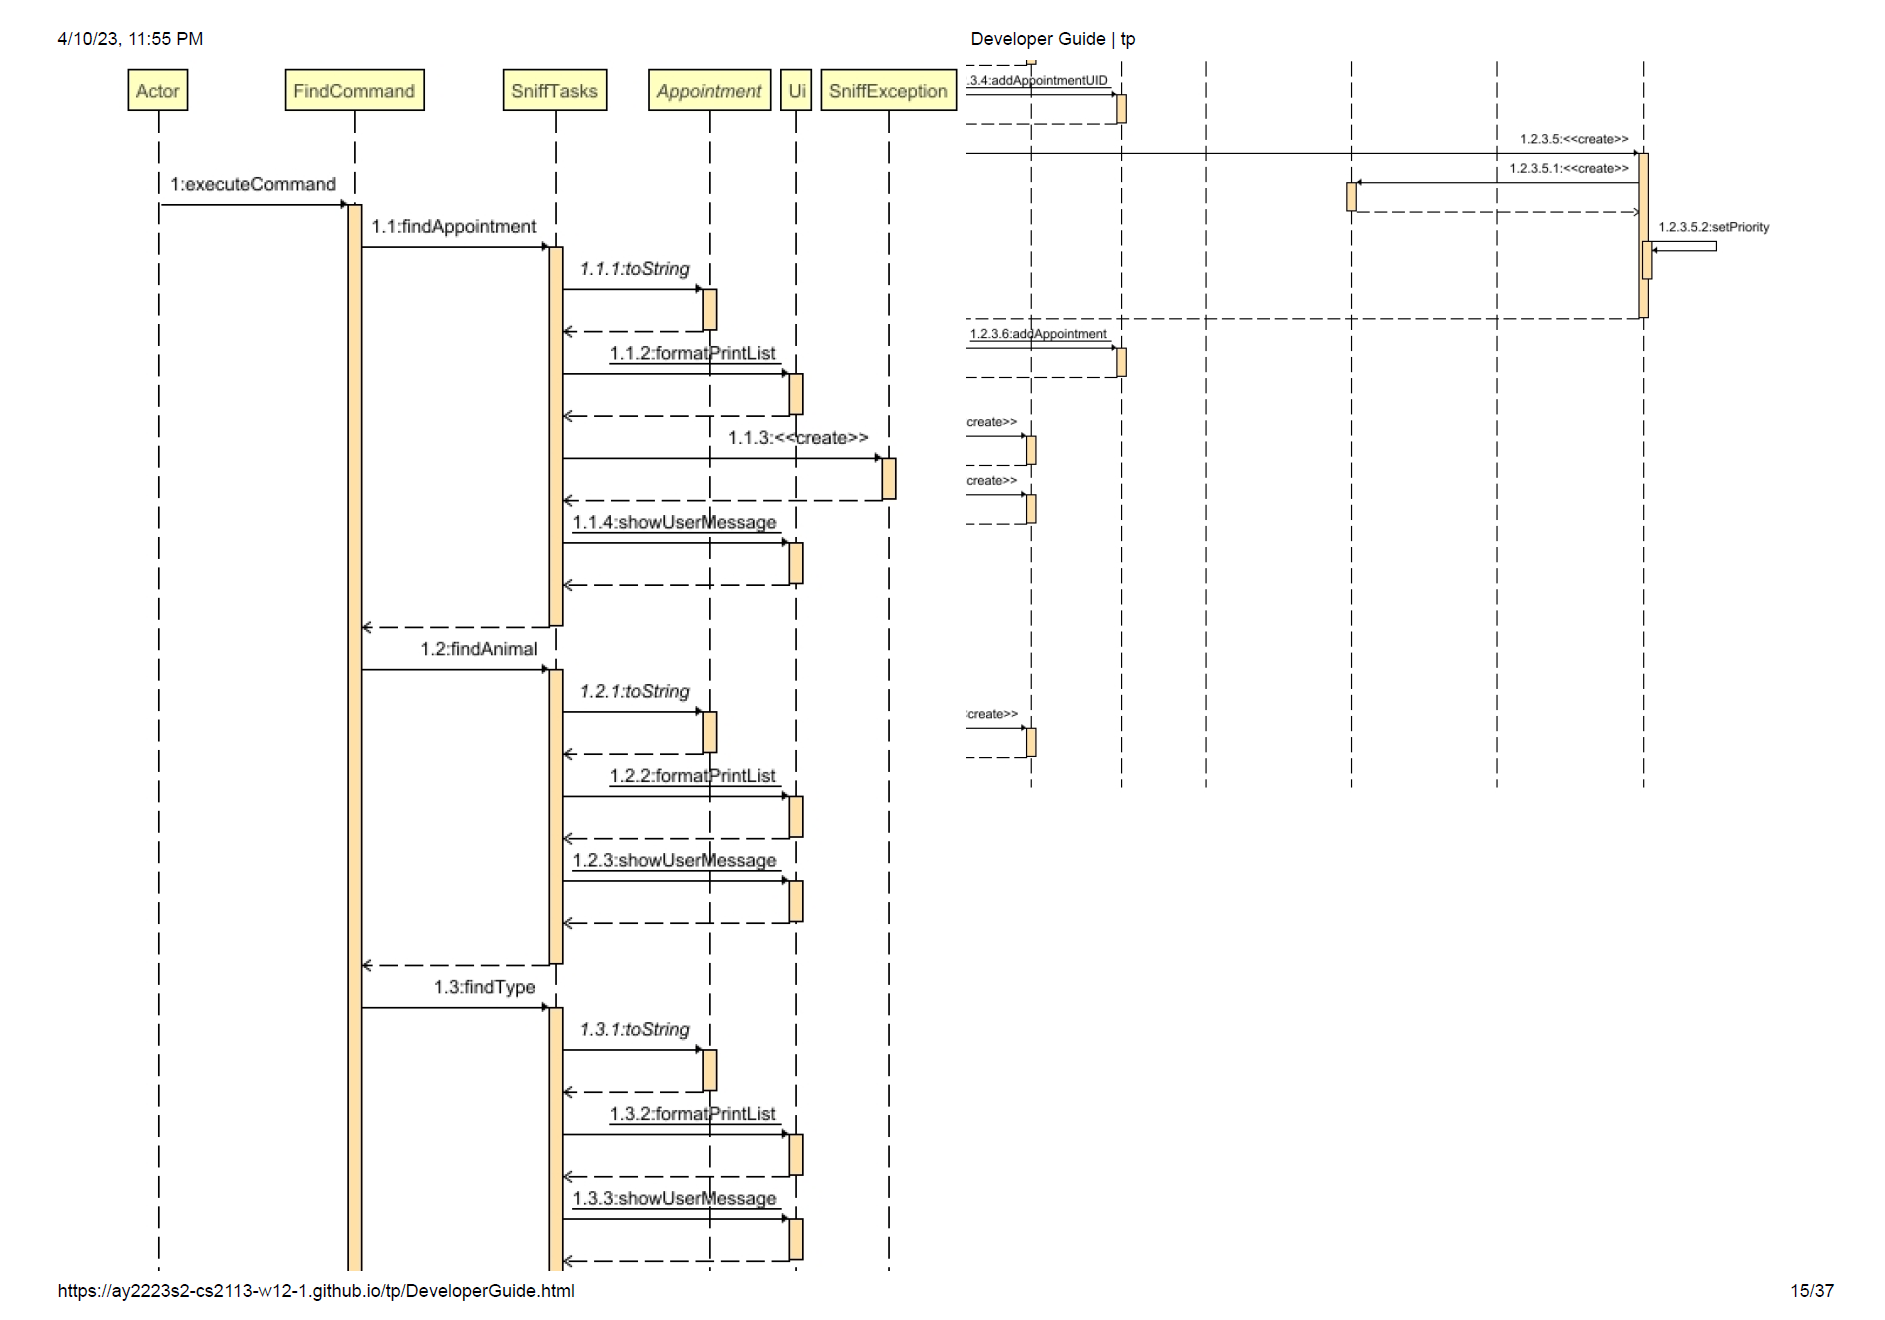 4/10/23, 11:55 PM
Developer Guide | tp
Actor
FindCommand
SniffTasks
Appointment
Ui
SniffException
1:executeCommand
1.1:findAppointment
1.1.1:toString
1.1.2:formatPrintList
1.1.3:<<create>>
1.1.4:showUserMessage
1.2:findAnimal
1.2.1:toString
1.2.2:formatPrintList
1.2.3:showUserMessage
1.3:findType
1.3.1:toString
1.3.2:formatPrintList
1.3.3:showUserMessage
.3.4:addAppointmentUID
1.2.3.5:<<create>>
1.2.3.5.1:<<create>>
1.2.3.5.2:setPriority
1.2.3.6:addAppointment
create>>
create>>
create>>
https://ay2223s2-cs2113-w12-1.github.io/tp/DeveloperGuide.html
15/37